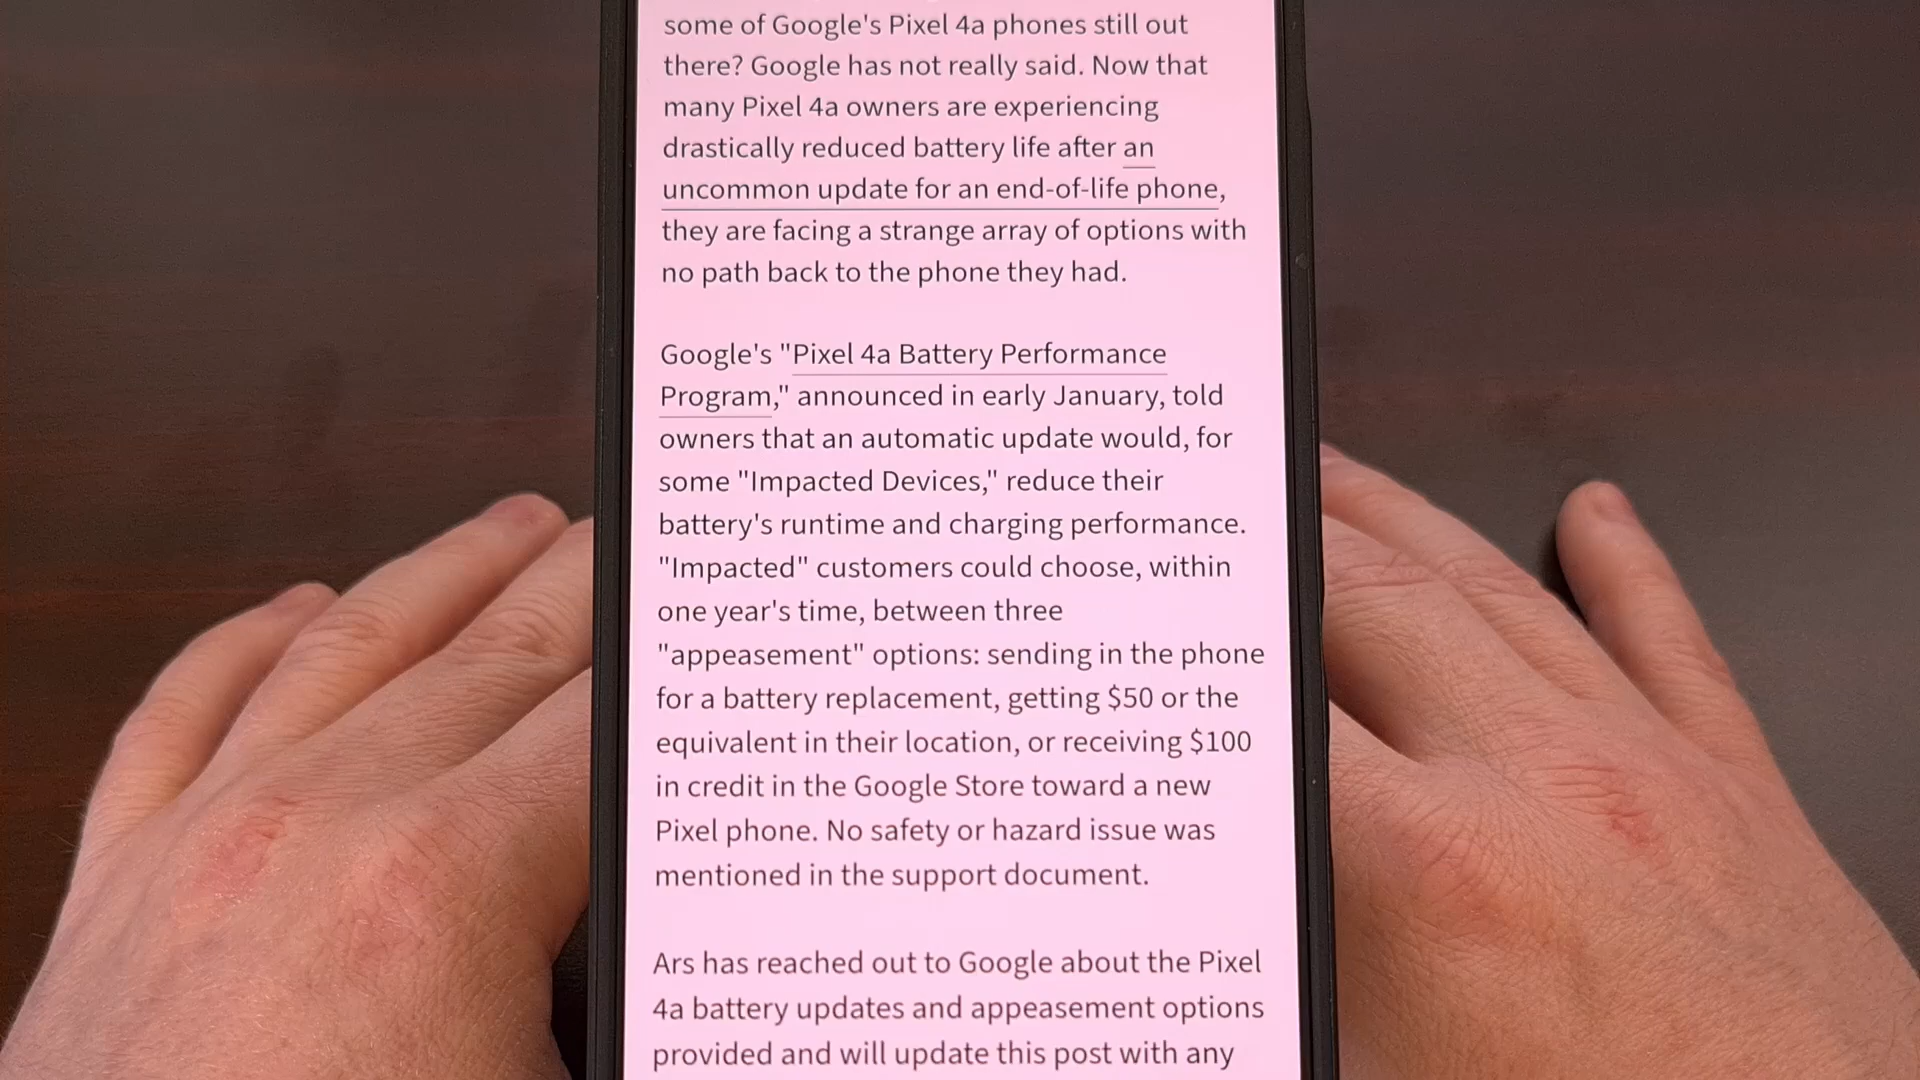 some of Google's Pixel 4a phones still out
there? Google has not really said. Now that
many Pixel 4a owners are experiencing
drastically reduced battery life after an
uncommon update for an end-of-life phone,
they are facing a strange array of options with
no path back to the phone they had.
Google's "Pixel 4a Battery Performance
Program," announced in early January, told
owners that an automatic update would, for
some "Impacted Devices," reduce their
battery's runtime and charging performance.
"Impacted" customers could choose, within
one year's time, between three
"appeasement" options: sending in the phone
for a battery replacement, getting $50 or the
equivalent in their location, or receiving $100
in credit in the Google Store toward a new
Pixel phone. No safety or hazard issue was
mentioned in the support document.
Ars has reached out to Google about the Pixel
4a battery updates and appeasement options
provided and will update this post with any